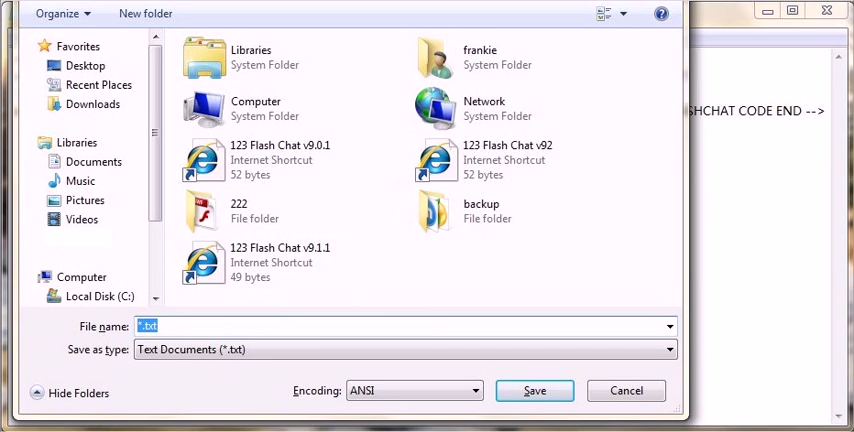 Organize
New folder
Favorites
Desktop
Recent Places
Downloads
Libraries
Documents
Music
Pictures
Videos
Computer
Local Disk (C:)
Libraries
System Folder
frankie
System Folder
Computer
System Folder
Network
System Folder
123 Flash Chat v9.0.1
Internet Shortcut
52 bytes
123 Flash Chat v92
Internet Shortcut
52 bytes
222
File folder
backup
File folder
123 Flash Chat v9.1.1
Internet Shortcut
49 bytes
SHCHAT CODE END -->
File name: *.txt
Save as type: Text Documents (*.txt)
Hide Folders
Encoding: ANSI
Save
Cancel